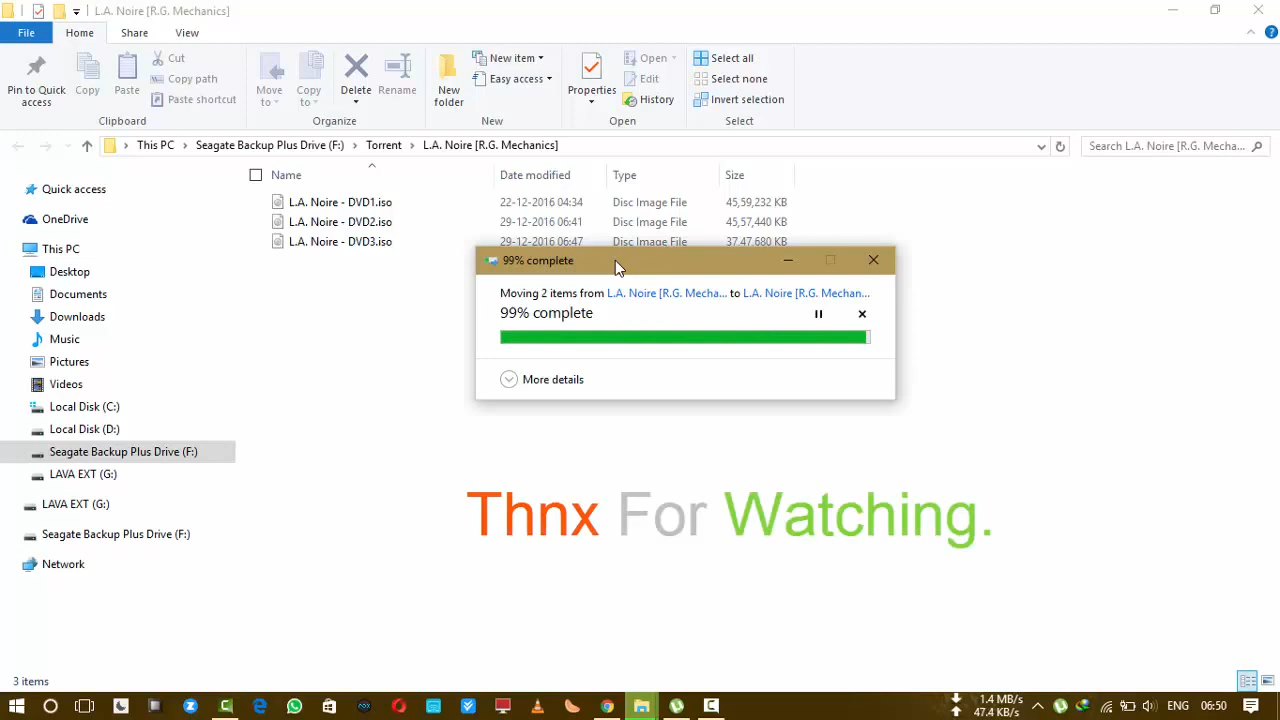 L.A. Noire [R.G. Mechanics]
File Home Share View
Pin to Quick access
Copy
Paste
Cut
Copy path
Paste shortcut
Clipboard
Move to
Copy to
Delete
Rename
Organize
New folder
New item
Easy access
New
Properties
Open
Edit
History
Open
Select all
Select none
Invert selection
Select
This PC > Seagate Backup Plus Drive (F:) > Torrent > L.A. Noire [R.G. Mechanics]
Search L.A. Noire [R.G. Mecha...
Name Date modified Type Size
L.A. Noire - DVD1.iso 22-12-2016 04:34 Disc Image File 45,59,232 KB
L.A. Noire - DVD2.iso 29-12-2016 06:41 Disc Image File 45,57,440 KB
L.A. Noire - DVD3.iso 29-12-2016 06:47 Disc Image File 37,47,680 KB
Quick access
OneDrive
This PC
Desktop
Documents
Downloads
Music
Pictures
Videos
Local Disk (C:)
Local Disk (D:)
Seagate Backup Plus Drive (F:)
LAVA EXT (G:)
LAVA EXT (G:)
Seagate Backup Plus Drive (F:)
Network
99% complete
Moving 2 items from L.A. Noire [R.G. Mecha... to L.A. Noire [R.G. Mechan...
99% complete
More details
Thnx For Watching.
3 items
1.4 MB/s
47.4 KB/s
ENG 06:50